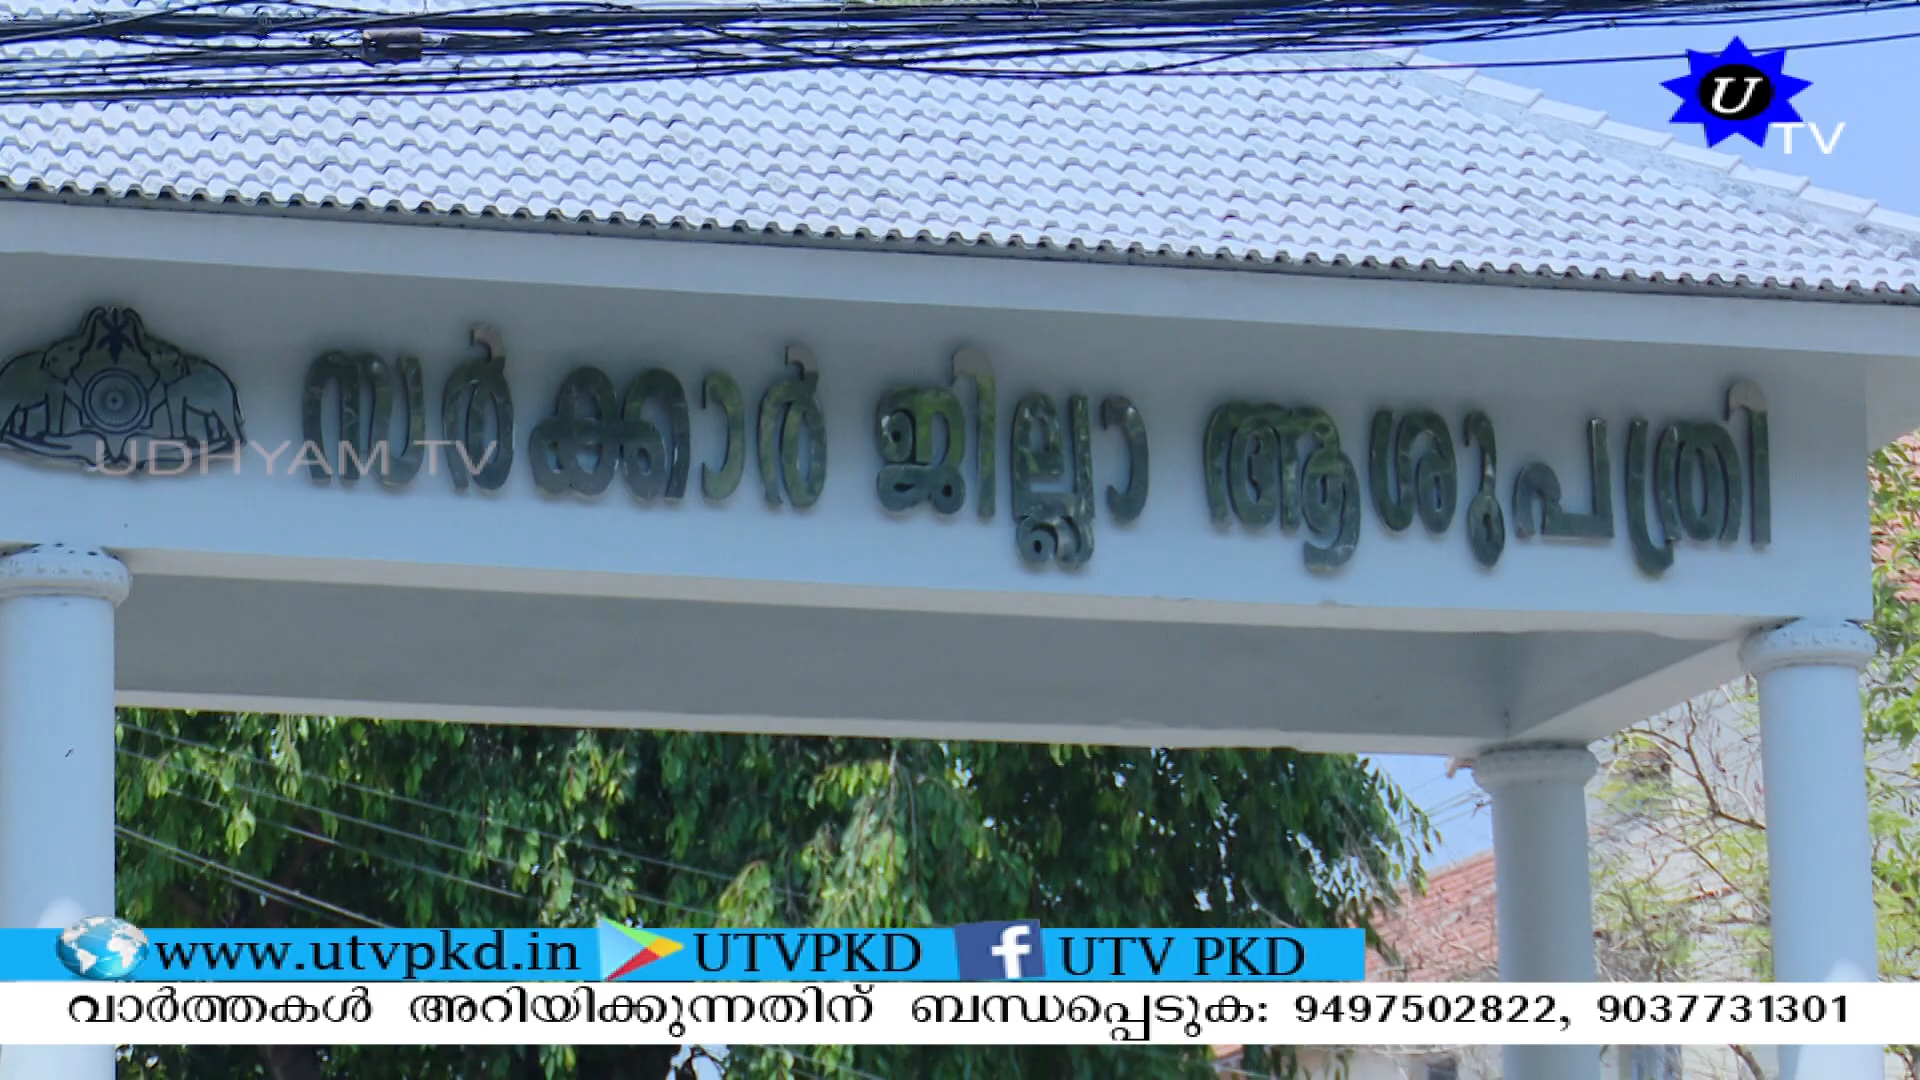 U
TV
സർക്കാർ ജില്ലാ ആശുപത്രി
UDHYAM TV
www.utvpkd.in UTVPKD f UTV PKD
വാർത്തകൾ അറിയിക്കുന്നതിന് ബന്ധപ്പെടുക: 9497502822, 9037731301